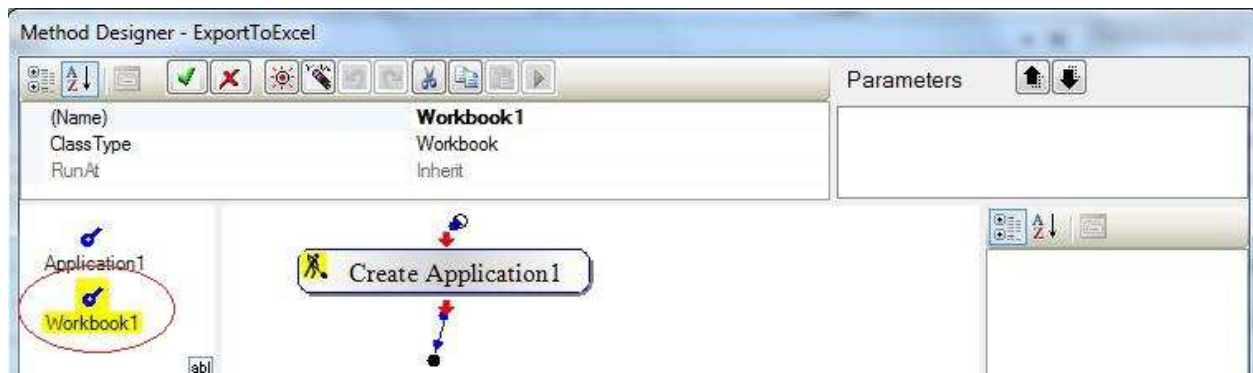 Method Designer - ExportToExcel
Parameters
(Name) Workbook1
ClassType Workbook
RunAt Inherit
Application1
Workbook1
Create Application1
abl